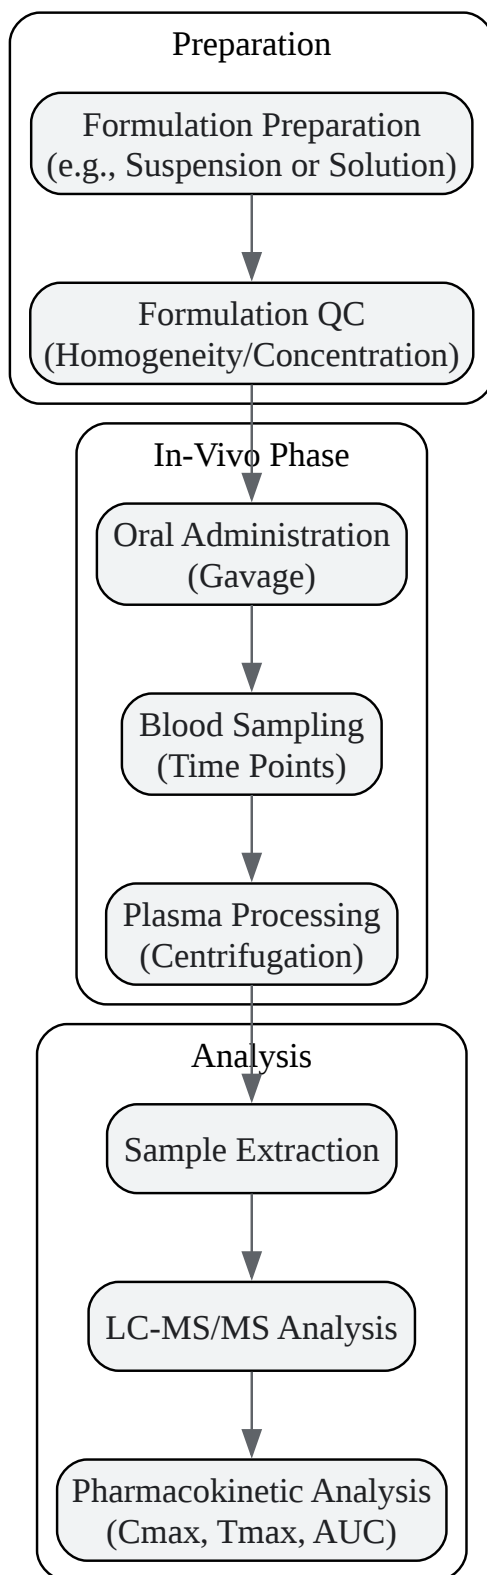 Preparation
Formulation Preparation
(e.g., Suspension or Solution)
Formulation QC
(Homogeneity/Concentration)
In-Vivo Phase
Oral Administration
(Gavage)
Blood Sampling
(Time Points)
Plasma Processing
(Centrifugation)
Analysis
Sample Extraction
LC-MS/MS Analysis
Pharmacokinetic Analysis
(Cmax, Tmax, AUC)